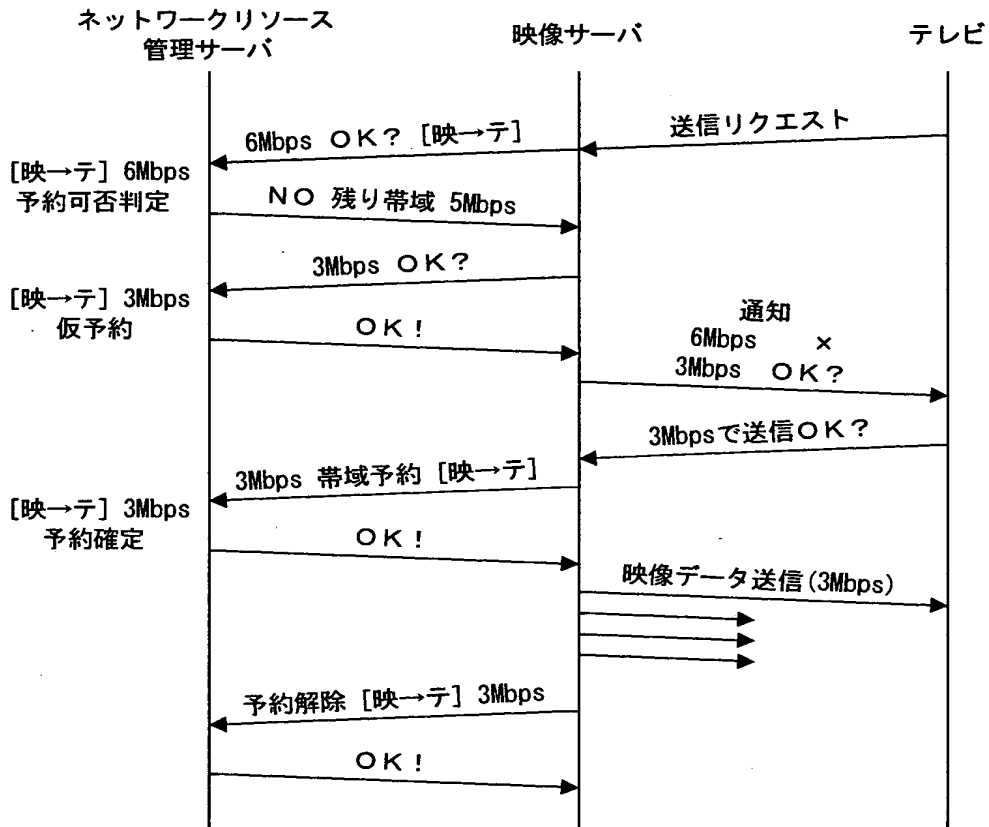 ネットワークリソース
管理サーバ
映像サーバ
テレビ
送信リクエスト
6Mbps OK? [映→テ]
[映→テ] 6Mbps
予約可否判定
NO 残り帯域 5Mbps
3Mbps OK?
[映→テ] 3Mbps
仮予約
OK!
通知
6Mbps ×
3Mbps OK?
3Mbpsで送信OK?
3Mbps 帯域予約 [映→テ]
[映→テ] 3Mbps
予約確定
OK!
映像データ送信(3Mbps)
予約解除 [映→テ] 3Mbps
OK!